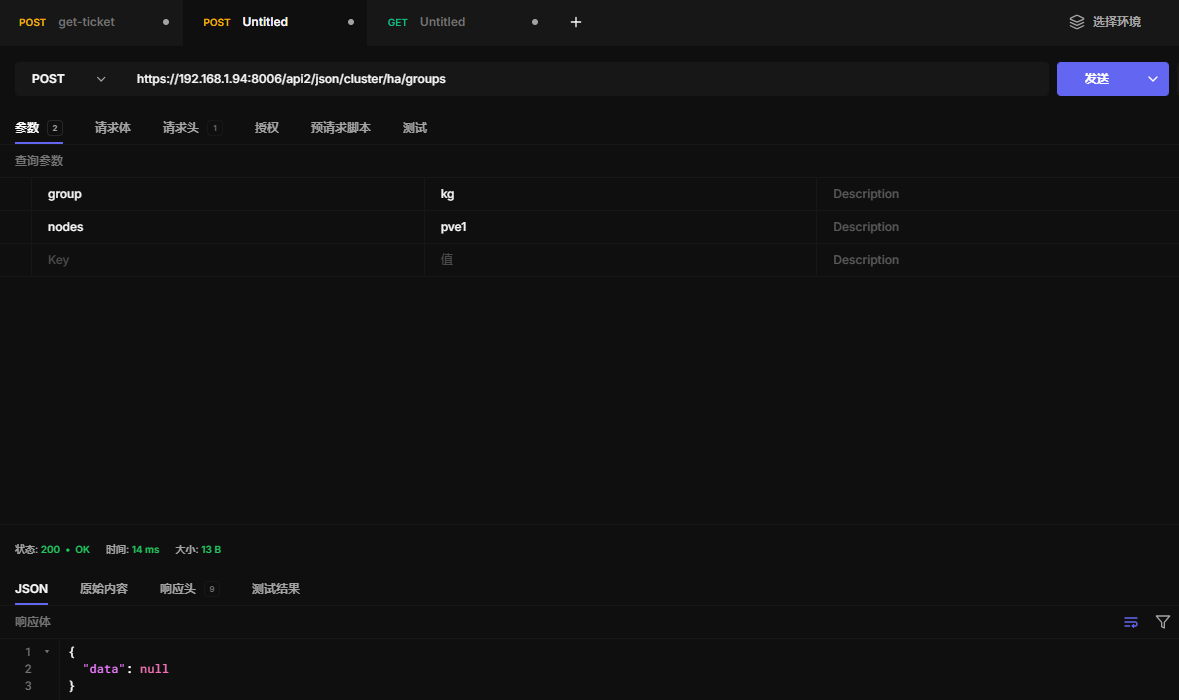 POST get-ticket POST Untitled GET Untitled + 选择环境
POST https://192.168.1.94:8006/api2/json/cluster/ha/groups 发送
参数 2 请求体 请求头 1 授权 预请求脚本 测试
查询参数
group kg Description
nodes pve1 Description
Key 值 Description
状态: 200 • OK 时间: 14 ms 大小: 13 B
JSON 原始内容 响应头 9 测试结果
响应体
1 {
2 "data": null
3 }